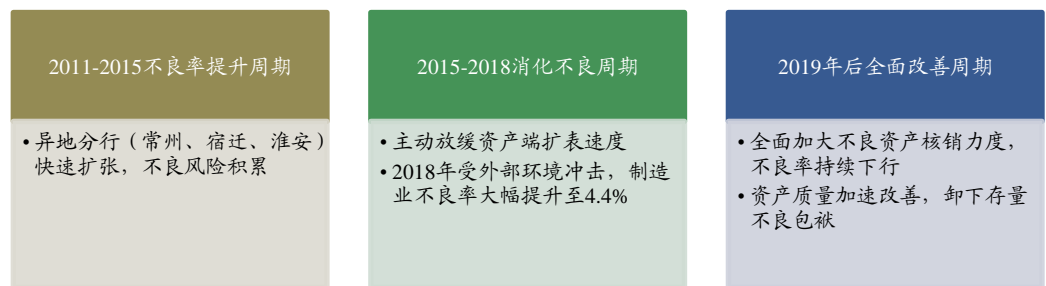 2011-2015不良率提升周期
• 异地分行（常州、宿迁、淮安）
快速扩张，不良风险积累
2015-2018消化不良周期
• 主动放缓资产端扩表速度
• 2018年受外部环境冲击，制造
业不良率大幅提升至4.4%
2019年后全面改善周期
• 全面加大不良资产核销力度，
不良率持续下行
• 资产质量加速改善，卸下存量
不良包袱